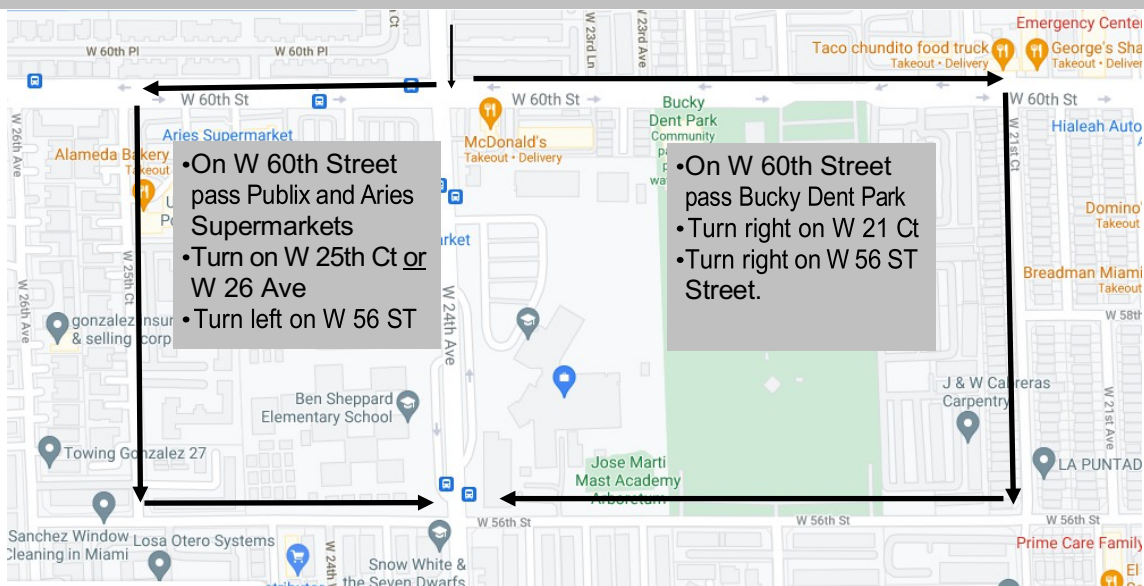 Ct
W 23rd Ln
W 23rd Ave
Emergency Center
W 60th Pl
W 60th Pl
Taco chundito food truck
Takeout • Delivery
George's Sha
Takeout • Deliver
W 60th St
W 60th St
W 60th St
W 26th Ave
Aries Supermarket
Alameda Bakery
Takeout
McDonald's
Takeout • Delivery
Bucky
Dent Park
Community
W 21st Ct
Hialeah Auto
•On W 60th Street
pass Publix and Aries
Supermarkets
•Turn on W 25th Ct or
W 26 Ave
•Turn left on W 56 ST
•On W 60th Street
pass Bucky Dent Park
•Turn right on W 21 Ct
•Turn right on W 56 ST
Street.
rket
Domino'
Takeout
W 25th Ct
W 26th Ave
W 24th Ave
Breadman Miami
Takeout
gonzalez insur
& selling corp
W 58th
Ben Sheppard
Elementary School
J & W Cabreras
Carpentry
W 21st Ave
Towing Gonzalez 27
Jose Marti
Mast Academy
Arboretum
LA PUNTAD
W 56th St
W 56th St
W 56th St
Sanchez Window
Cleaning in Miami
Losa Otero Systems
W 24th
Snow White &
the Seven Dwarfs
Prime Care Family
El